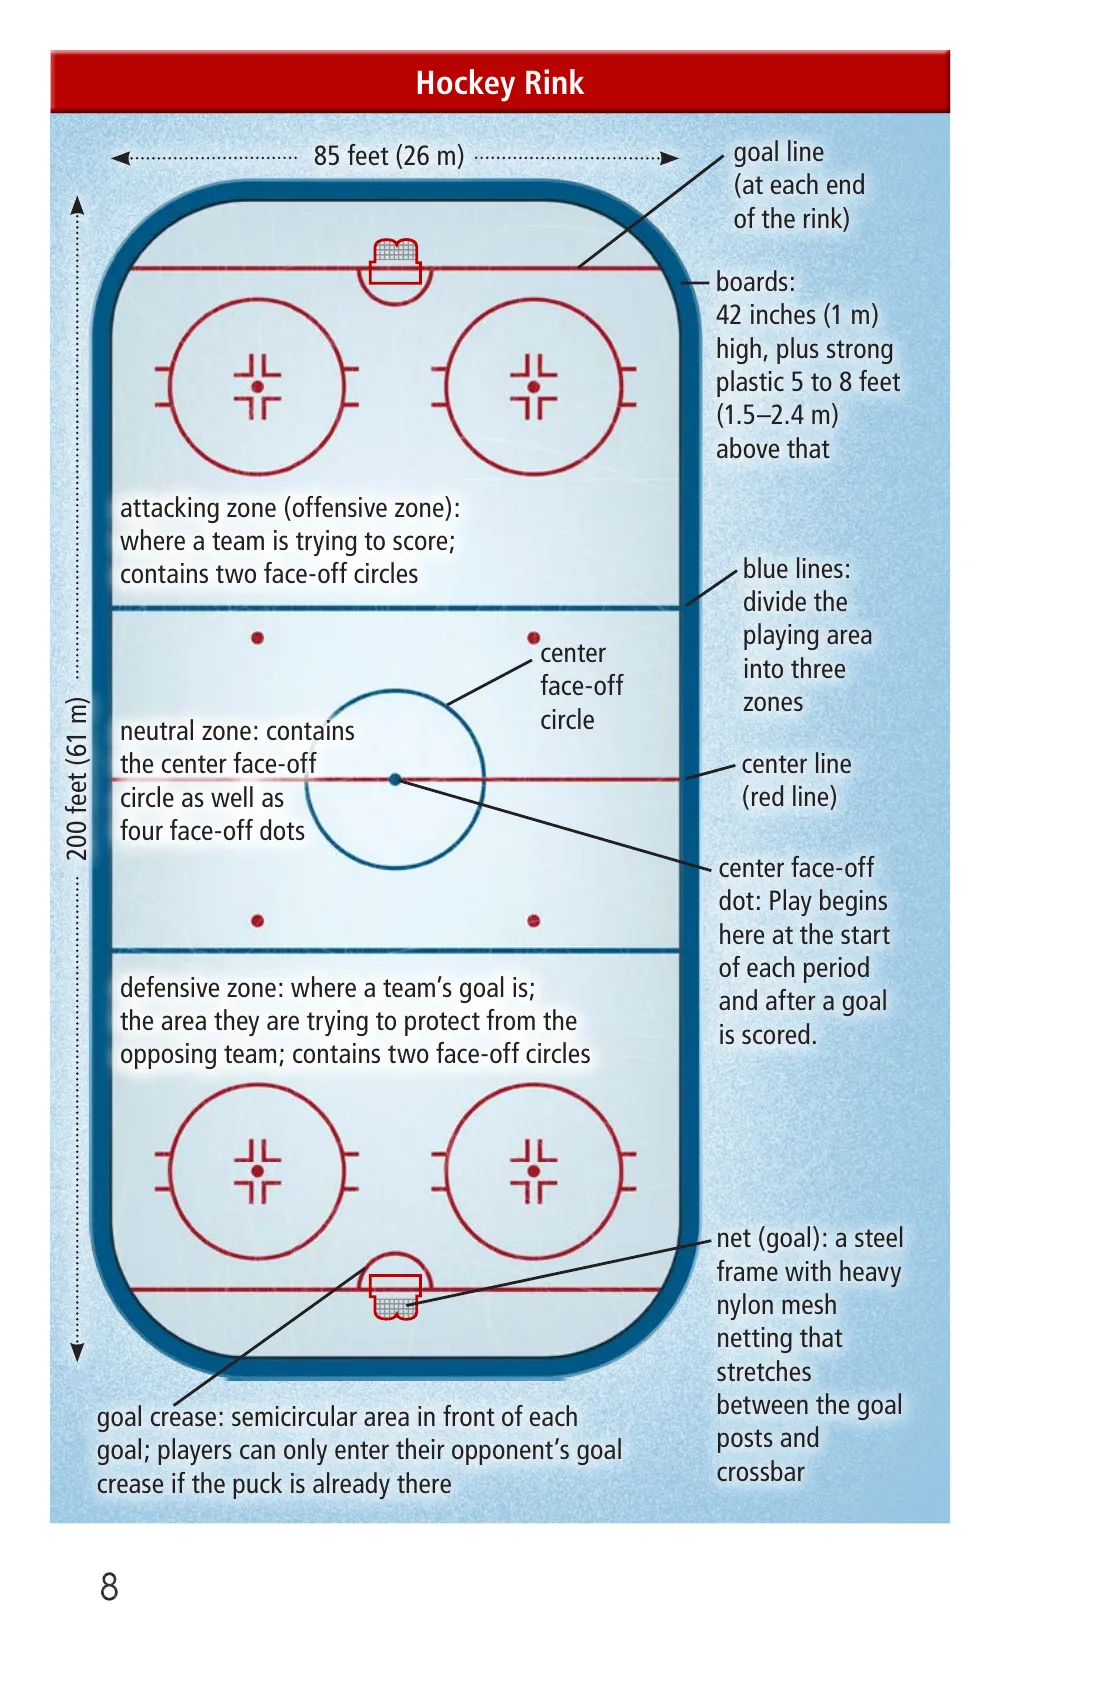 Hockey Rink
85 feet (26 m)
goal line
(at each end
of the rink)
boards:
42 inches (1 m)
high, plus strong
plastic 5 to 8 feet
(1.5–2.4 m)
above that
attacking zone (offensive zone):
where a team is trying to score;
contains two face-off circles
blue lines:
divide the
playing area
into three
zones
center
face-off
circle
200 feet (61 m)
neutral zone: contains
the center face-off
circle as well as
four face-off dots
center line
(red line)
center face-off
dot: Play begins
here at the start
of each period
and after a goal
is scored.
defensive zone: where a team’s goal is;
the area they are trying to protect from the
opposing team; contains two face-off circles
net (goal): a steel
frame with heavy
nylon mesh
netting that
stretches
between the goal
posts and
crossbar
goal crease: semicircular area in front of each
goal; players can only enter their opponent’s goal
crease if the puck is already there
8